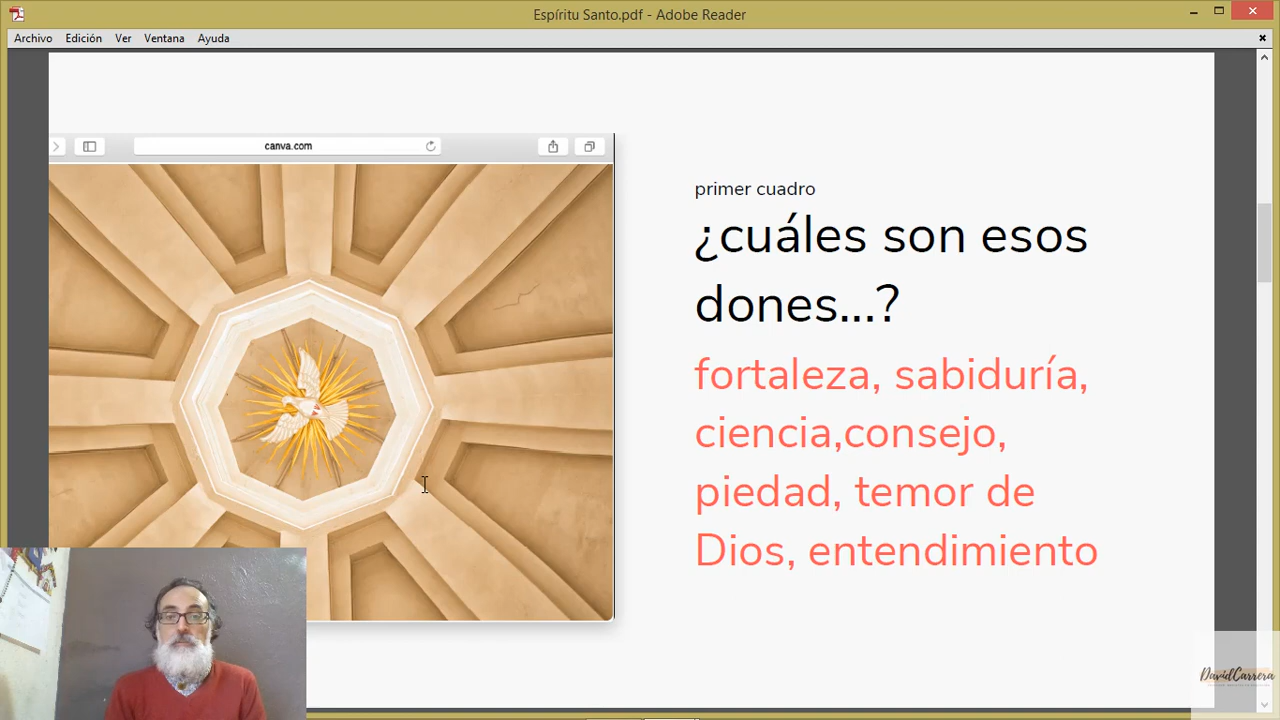 Espíritu Santo.pdf - Adobe Reader
Archivo Edición Ver Ventana Ayuda
canva.com
primer cuadro
¿cuáles son esos
dones...?
fortaleza, sabiduría,
ciencia,consejo,
piedad, temor de
Dios, entendimiento
DavidCarrera